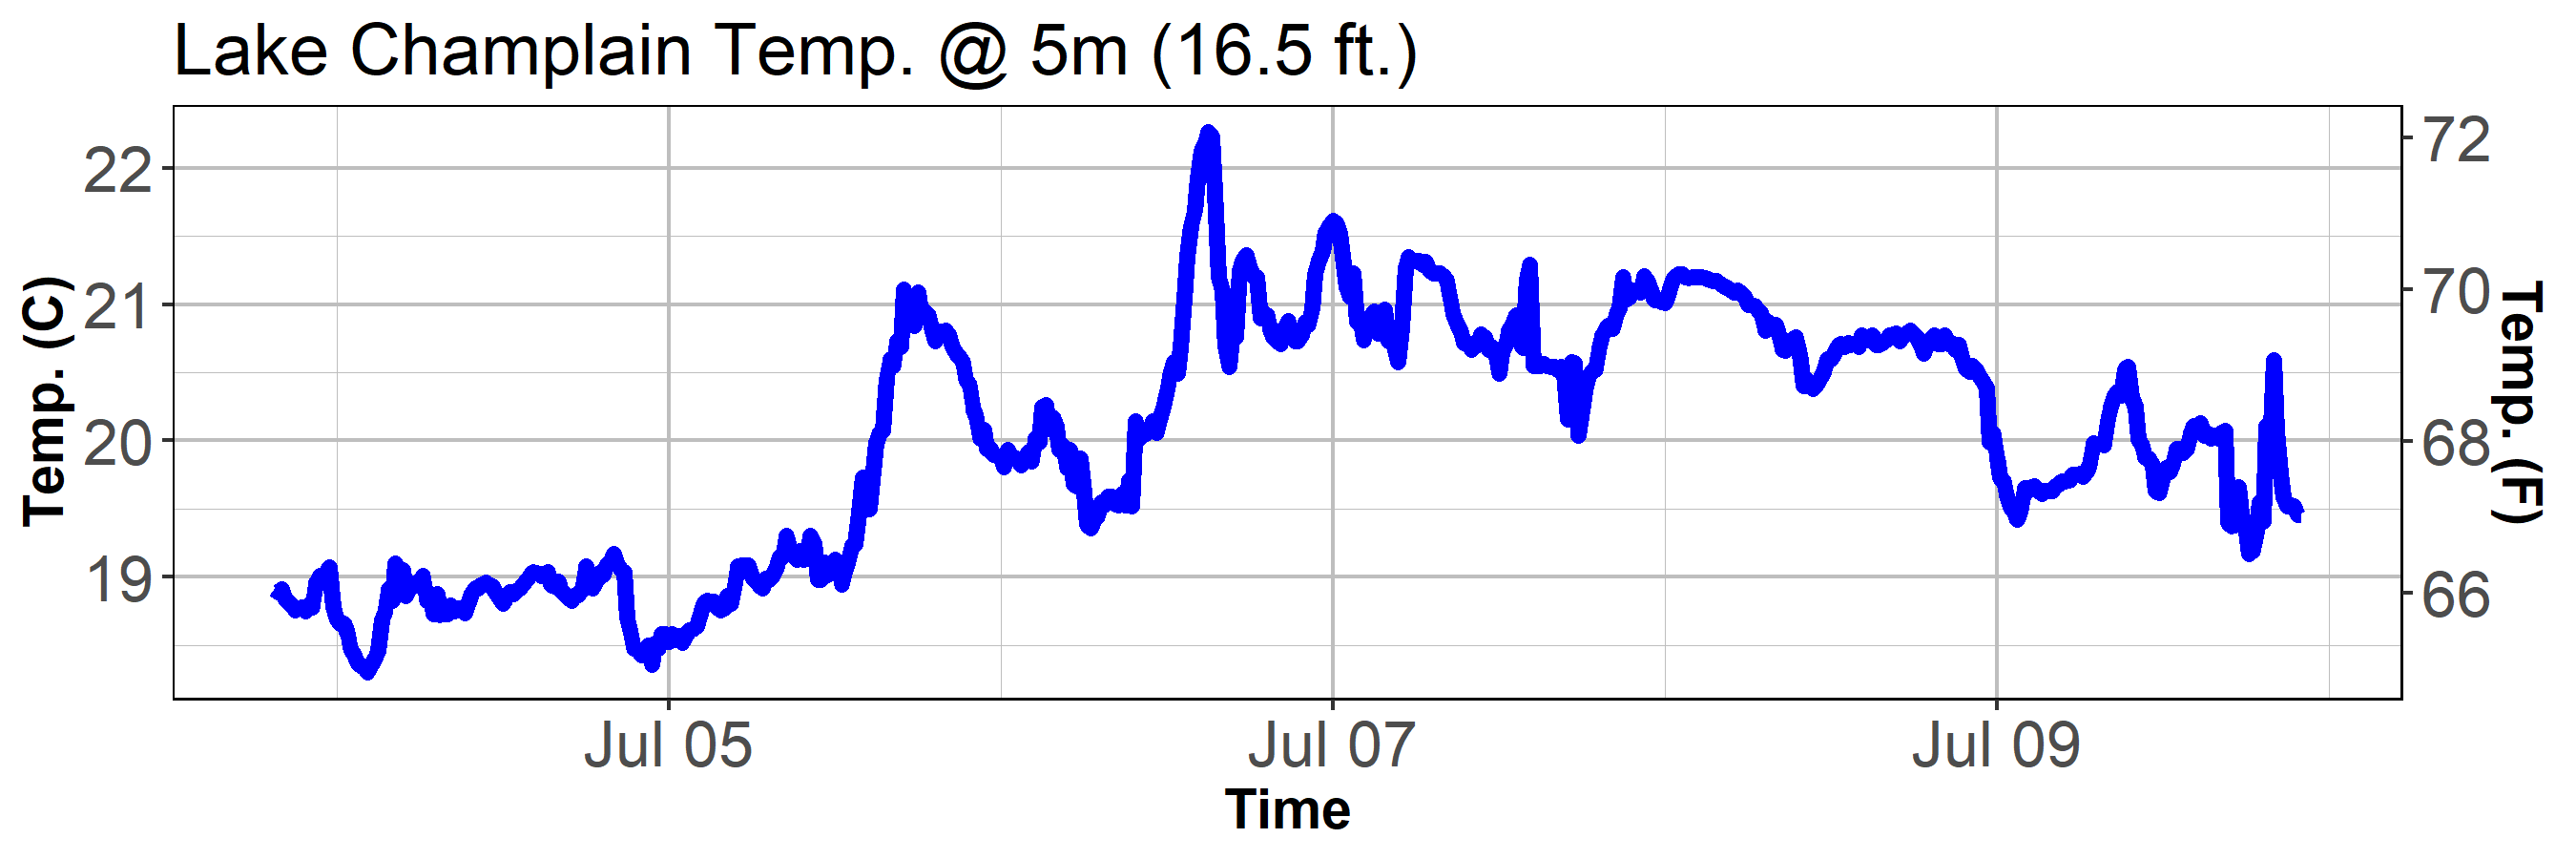 Lake Champlain Temp. @ 5m (16.5 ft.)
Temp. (C)
22
21
20
19
72
70
68
66
Temp. (F)
Jul 05 Jul 07 Jul 09
Time